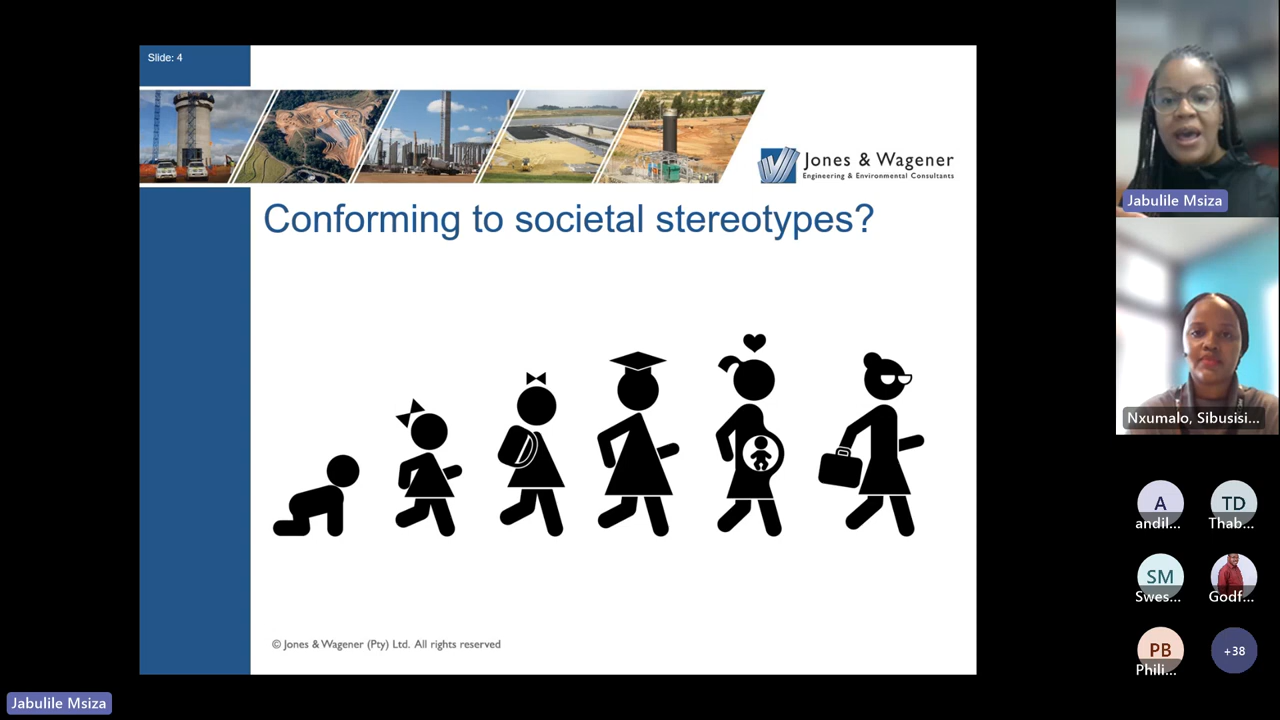 Slide: 4
Jones & Wagener
Engineering & Environmental Consultants
Conforming to societal stereotypes?
© Jones & Wagener (Pty) Ltd. All rights reserved
Jabulile Msiza
Nxumalo, Sibusisi...
A
TD
andil...
Thab...
SM
Swes...
Godf...
PB
+38
Phili...
Jabulile Msiza